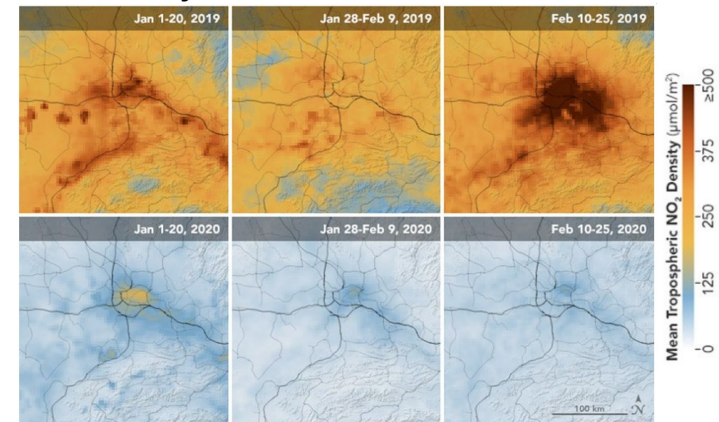 Jan 1-20, 2019
Jan 28-Feb 9, 2019
Feb 10-25, 2019
Jan 1-20, 2020
Jan 28-Feb 9, 2020
Feb 10-25, 2020
100 km
N
Mean Tropospheric NO₂ Density (µmol/m²)
≥500
375
250
125
0